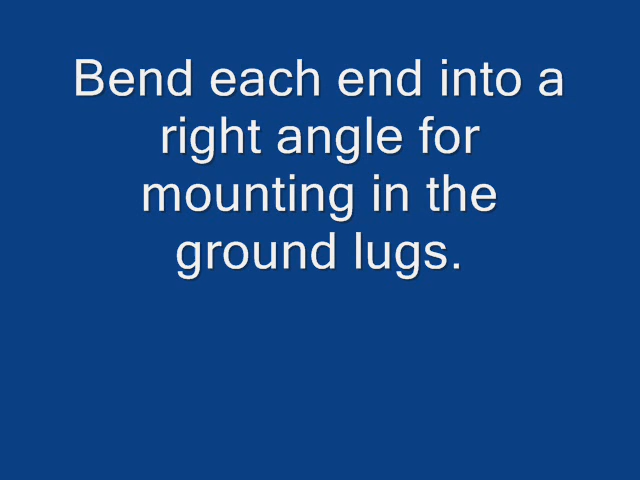 Bend each end into a
right angle for
mounting in the
ground lugs.